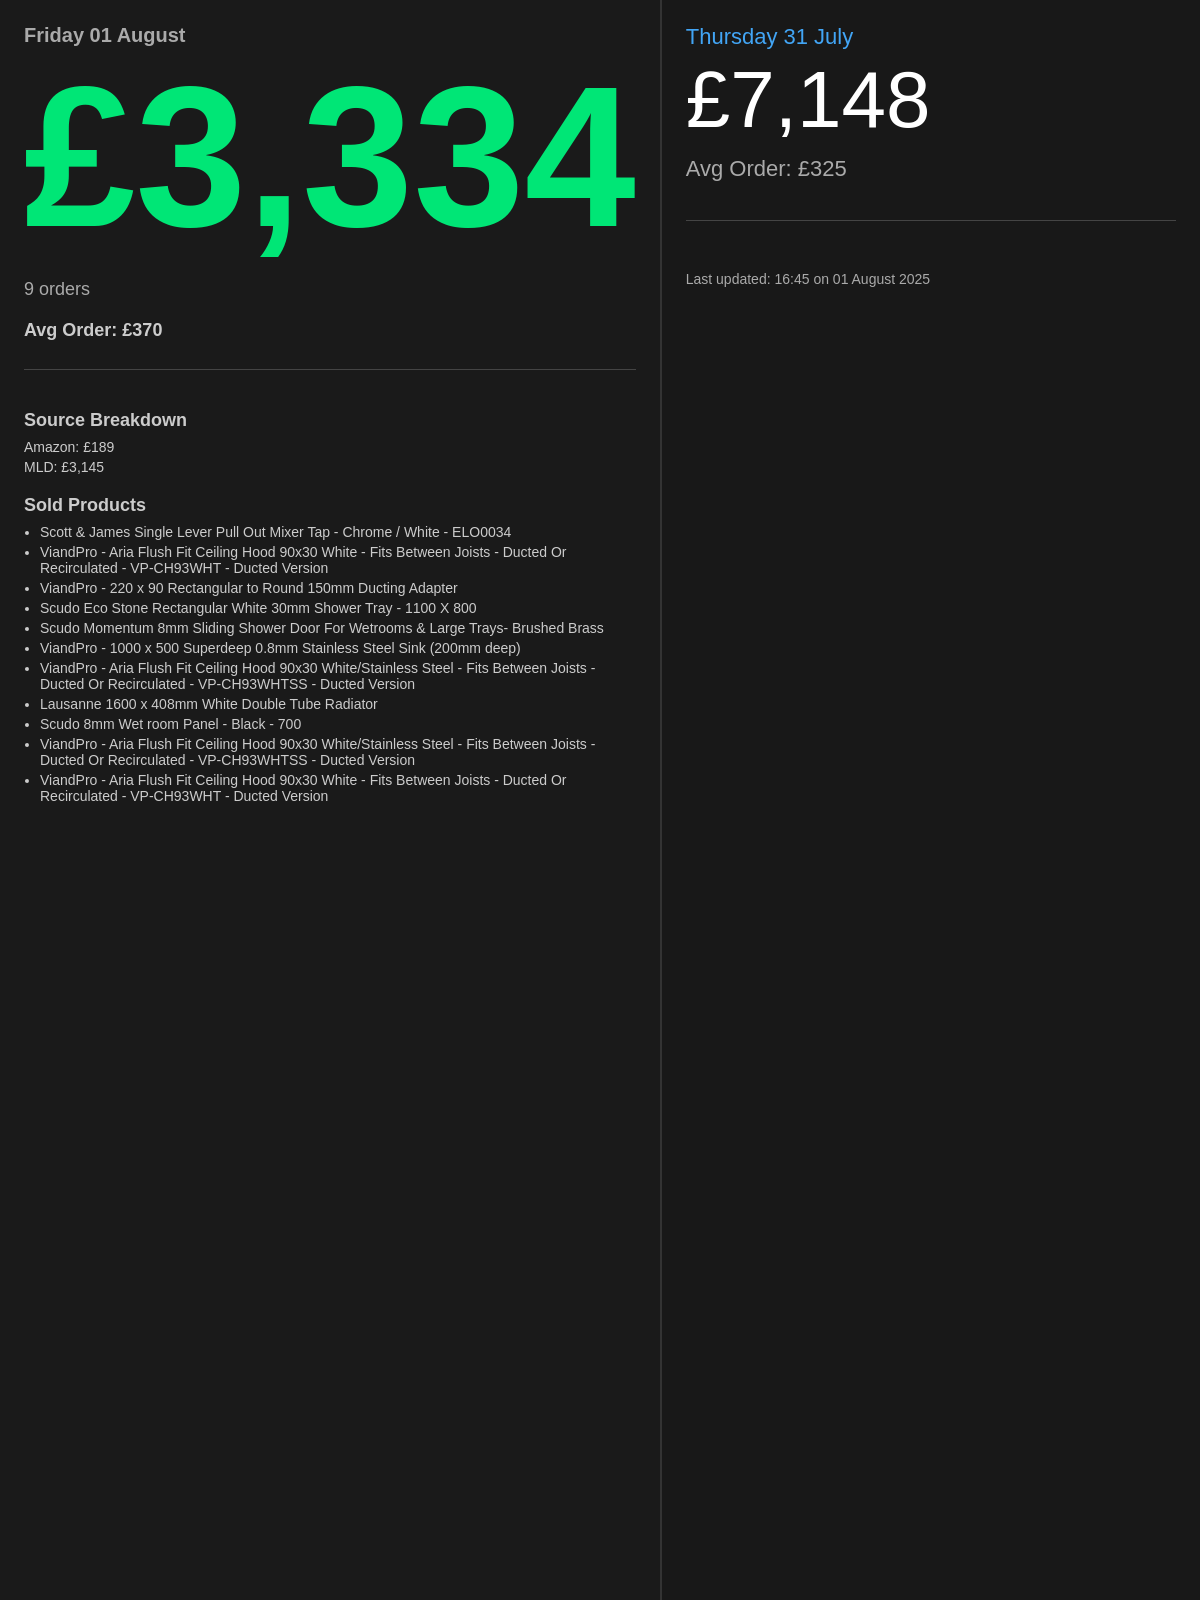 Friday 01 August
£3,334
9 orders
Avg Order: £370
Source Breakdown
Amazon: £189
MLD: £3,145
Sold Products
• Scott & James Single Lever Pull Out Mixer Tap - Chrome / White - ELO0034
• ViandPro - Aria Flush Fit Ceiling Hood 90x30 White - Fits Between Joists - Ducted Or
Recirculated - VP-CH93WHT - Ducted Version
• ViandPro - 220 x 90 Rectangular to Round 150mm Ducting Adapter
• Scudo Eco Stone Rectangular White 30mm Shower Tray - 1100 X 800
• Scudo Momentum 8mm Sliding Shower Door For Wetrooms & Large Trays- Brushed Brass
• ViandPro - 1000 x 500 Superdeep 0.8mm Stainless Steel Sink (200mm deep)
• ViandPro - Aria Flush Fit Ceiling Hood 90x30 White/Stainless Steel - Fits Between Joists -
Ducted Or Recirculated - VP-CH93WHTSS - Ducted Version
• Lausanne 1600 x 408mm White Double Tube Radiator
• Scudo 8mm Wet room Panel - Black - 700
• ViandPro - Aria Flush Fit Ceiling Hood 90x30 White/Stainless Steel - Fits Between Joists -
Ducted Or Recirculated - VP-CH93WHTSS - Ducted Version
• ViandPro - Aria Flush Fit Ceiling Hood 90x30 White - Fits Between Joists - Ducted Or
Recirculated - VP-CH93WHT - Ducted Version
Thursday 31 July
£7,148
Avg Order: £325
Last updated: 16:45 on 01 August 2025